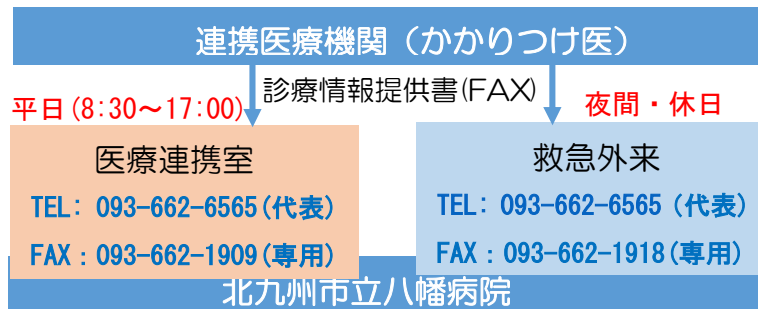 連携医療機関（かかりつけ医）
診療情報提供書(FAX)
平日(8:30～17:00)
夜間・休日
医療連携室
TEL: 093-662-6565(代表)
FAX：093-662-1909(専用)
救急外来
TEL: 093-662-6565（代表）
FAX：093-662-1918(専用)
北九州市立八幡病院